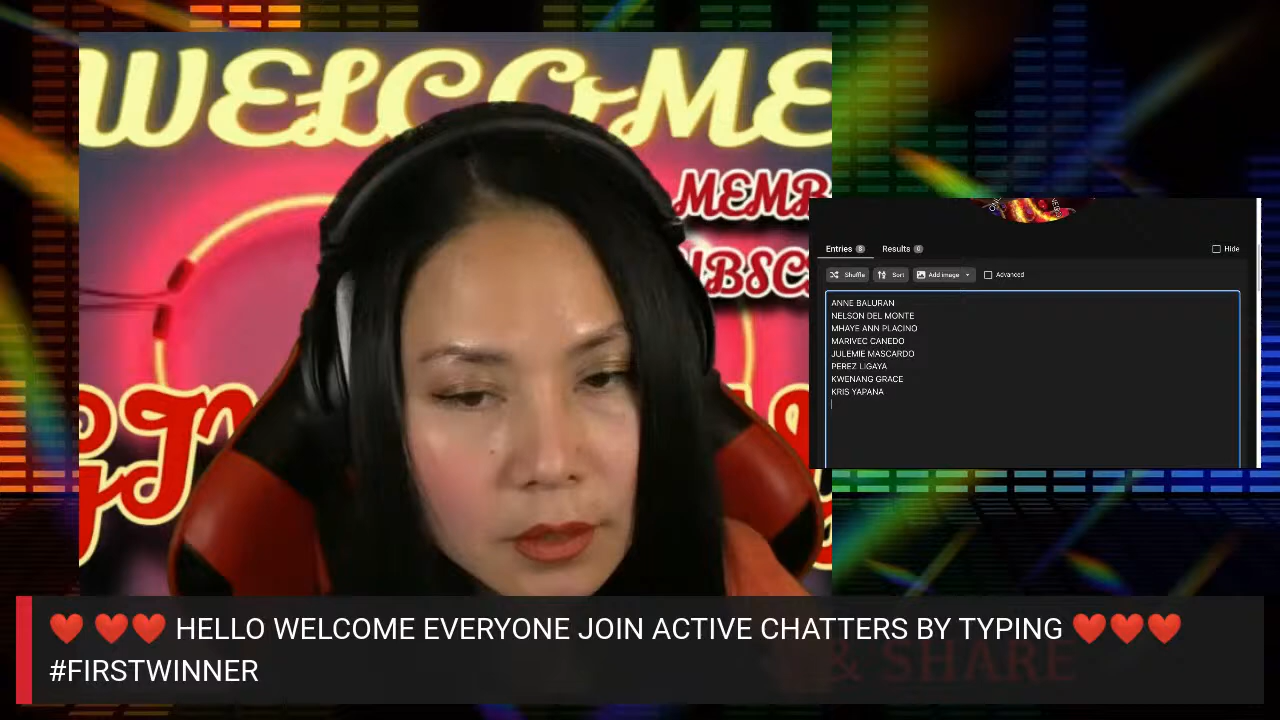 WELCOME
MEMB
UBSC
Entries 8 Results 0 Hide
Shuffle Sort Add image Advanced
ANNE BALURAN
NELSON DEL MONTE
MHAYE ANN PLACINO
MARIVEC CANEDO
JULEMIE MASCARDO
PEREZ LIGAYA
KWENANG GRACE
KRIS YAPANA
❤️ ❤️❤️ HELLO WELCOME EVERYONE JOIN ACTIVE CHATTERS BY TYPING ❤️❤️❤️
#FIRSTWINNER
& SHARE